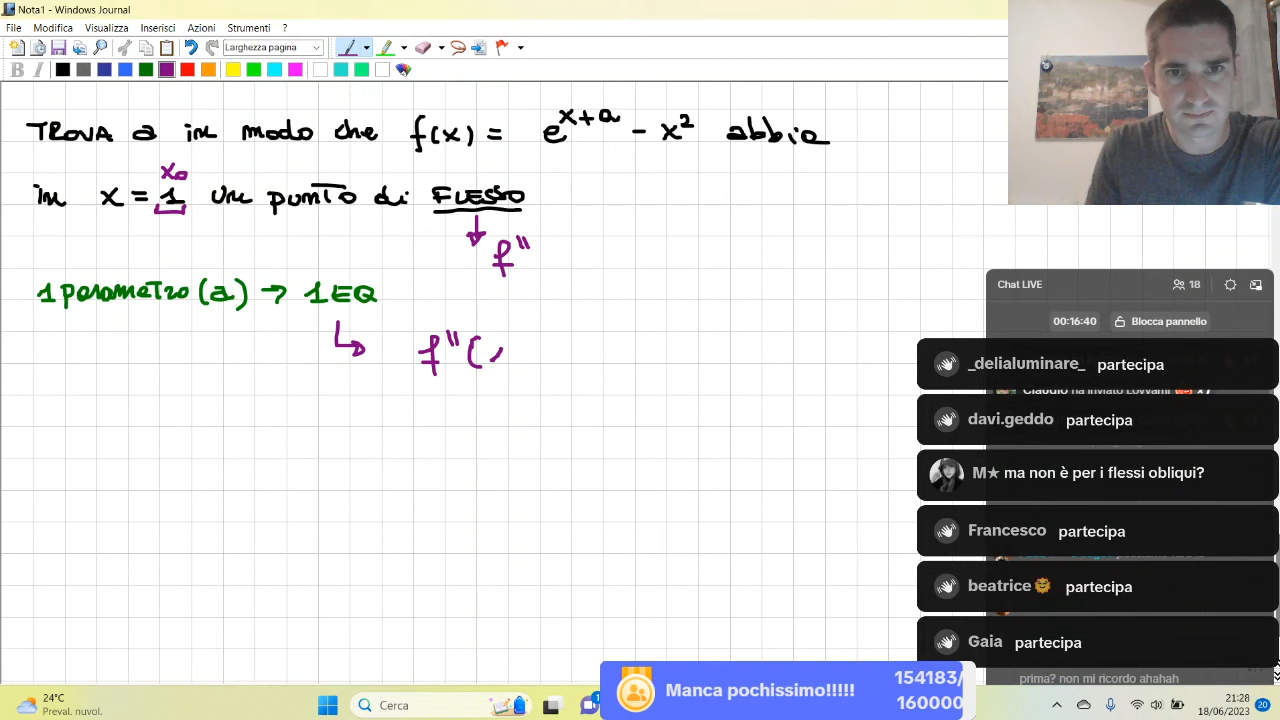 Nota1 - Windows Journal
File Modifica Visualizza Inserisci Azioni Strumenti ?
Larghezza pagina
TROVA a in modo che f(x) = e^{x+a} - x^2 abbia
x_0
in x = 1 un punto di FLESSO
f''
1 parametro (a) → 1 EQ
f''(
Chat LIVE 18
00:16:40 Blocca pannello
_delialuminare_ partecipa
davi.geddo partecipa
M★ ma non è per i flessi obliqui?
Francesco partecipa
beatrice🌞 partecipa
Gaia partecipa
prima? non mi ricordo ahahah
Manca pochissimo!!!!! 154183/
160000
24°C
Preval. nuvol.
Cerca
1
21:28
18/06/2023
20